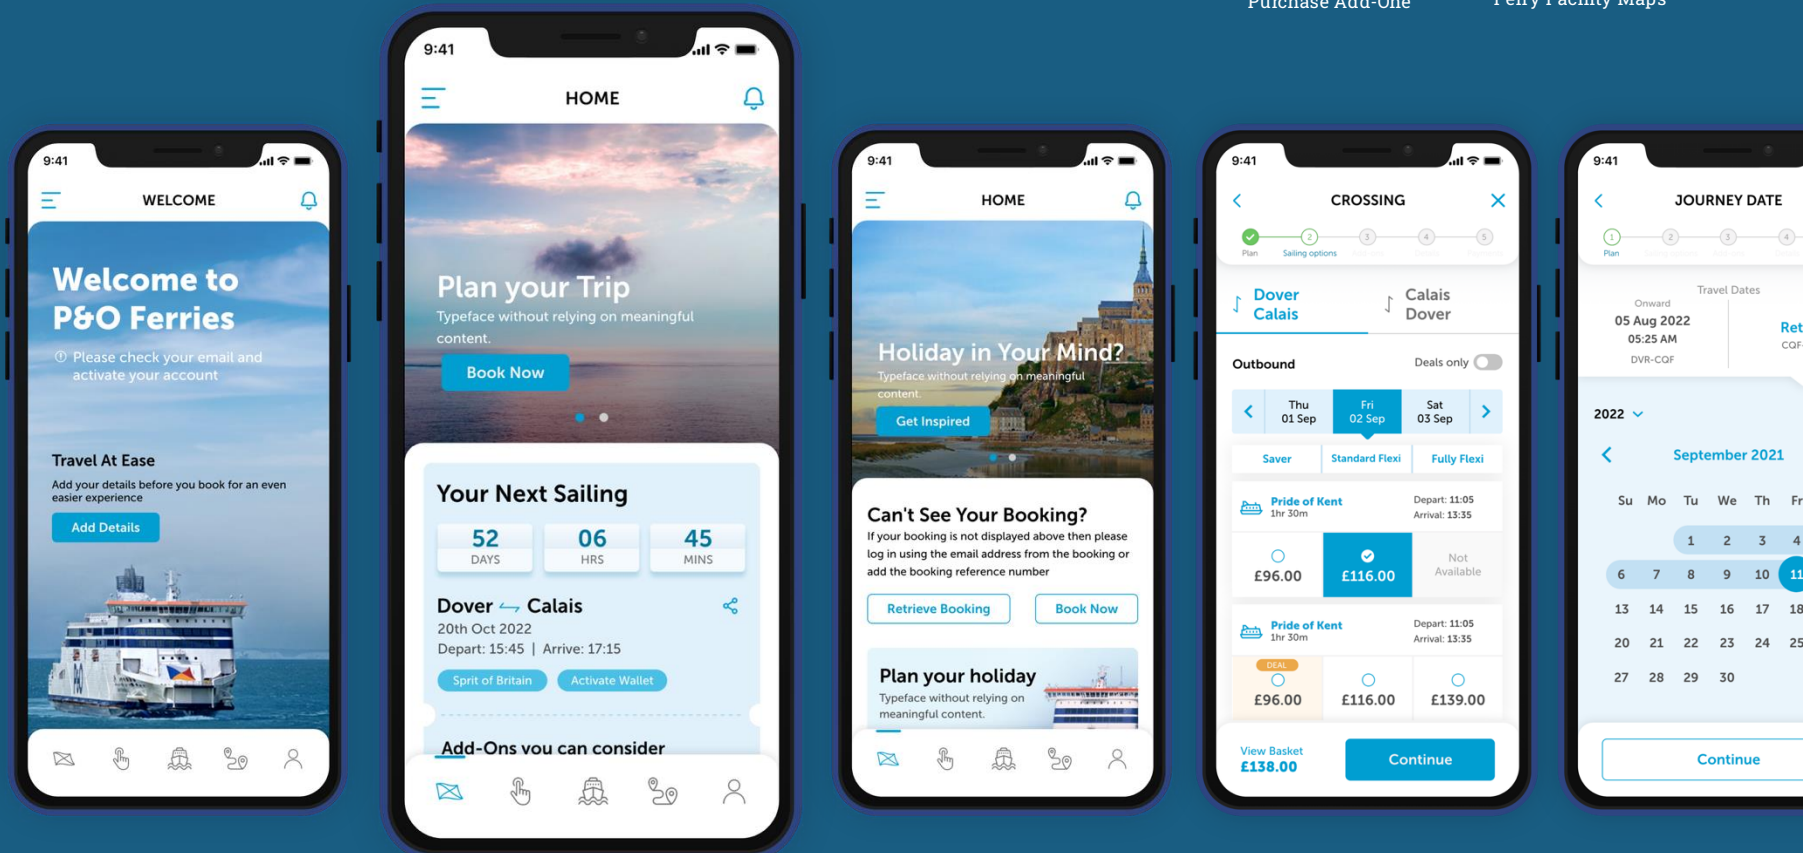 Purchase Add-One
Ferry Facility Maps
9:41
WELCOME
Welcome to
P&O Ferries
Please check your email and
activate your account
Travel At Ease
Add your details before you book for an even
easier experience
Add Details
P&O
9:41
HOME
Plan your Trip
Typeface without relying on meaningful
content.
Book Now
Your Next Sailing
52 06 45
DAYS HRS MINS
Dover Calais
20th Oct 2022
Depart: 15:45 | Arrive: 17:15
Sprit of Britain Activate Wallet
Add-Ons you can consider
9:41
HOME
Holiday in Your Mind?
Typeface without relying on meaningful
content.
Get Inspired
Can't See Your Booking?
If your booking is not displayed above then please
log in using the email address from the booking or
add the booking reference number
Retrieve Booking Book Now
Plan your holiday
Typeface without relying on
meaningful content.
9:41
CROSSING
2 3 4 5
Plan Sailing options
Dover Calais
Calais Dover
Outbound Deals only
Thu Fri Sat
01 Sep 02 Sep 03 Sep
Saver Standard Flexi Fully Flexi
Pride of Kent Depart: 11:05
1hr 30m Arrival: 13:35
Not
£96.00 £116.00 Available
Pride of Kent Depart: 11:05
1hr 30m Arrival: 13:35
DEAL
£96.00 £116.00 £139.00
View Basket
£138.00 Continue
9:41
JOURNEY DATE
1 2 3 4
Plan
Travel Dates
Onward
05 Aug 2022 Ret
05:25 AM CQF
DVR-CQF
2022
September 2021
Su Mo Tu We Th Fr
1 2 3 4
6 7 8 9 10 11
13 14 15 16 17 18
20 21 22 23 24 25
27 28 29 30
Continue